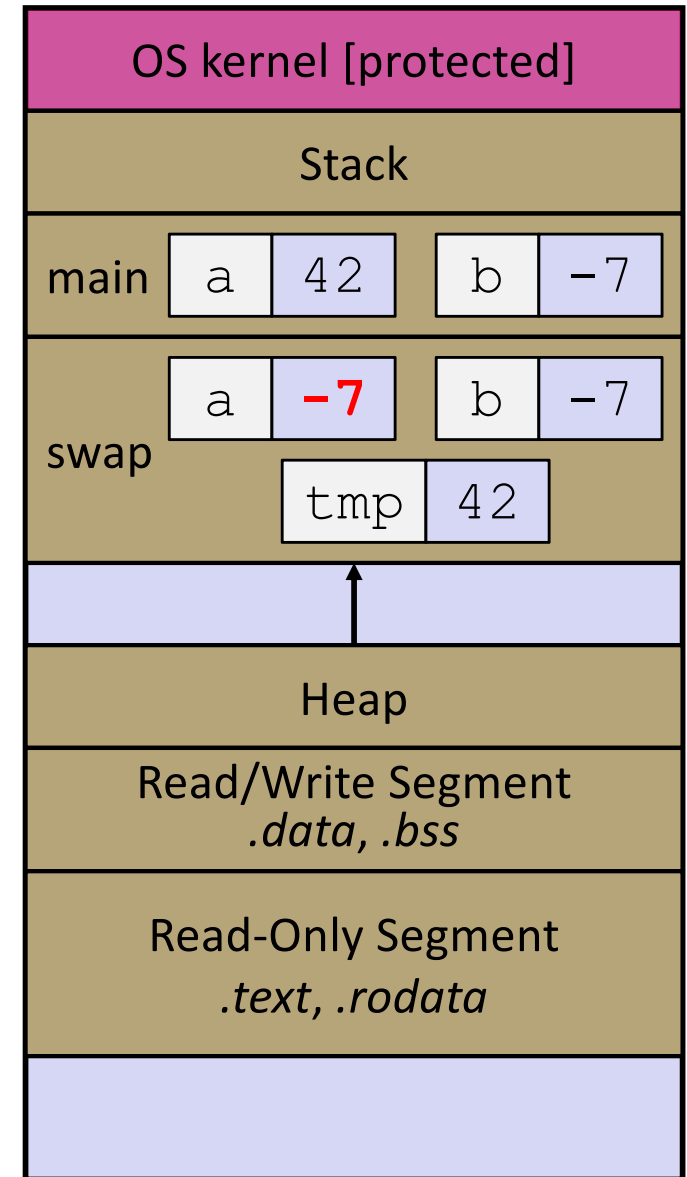 OS kernel [protected]
Stack
main a 42 b -7
a -7 b -7
swap
tmp 42
Heap
Read/Write Segment
.data, .bss
Read-Only Segment
.text, .rodata